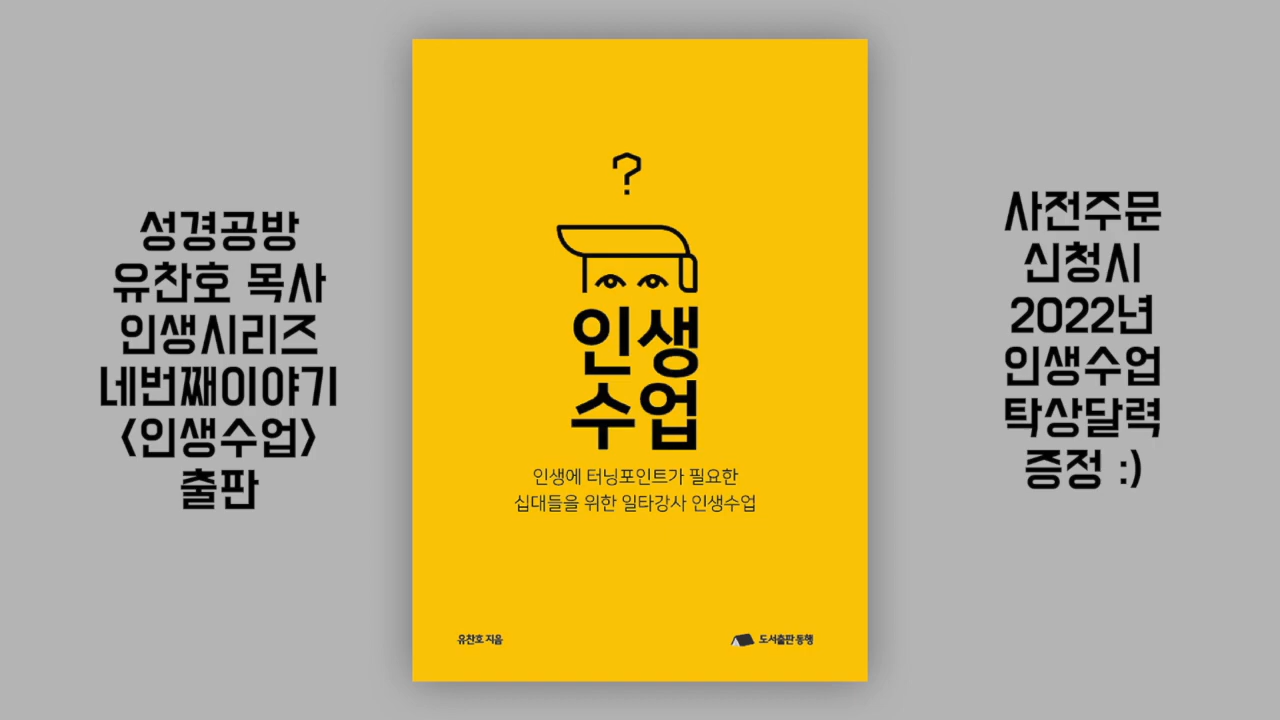 성경공방
유찬호 목사
인생시리즈
네번째이야기
<인생수업>
출판
?
인생
수업
인생에 터닝포인트가 필요한
십대들을 위한 일타강사 인생수업
유찬호 지음
도서출판 동행
사전주문
신청시
2022년
인생수업
탁상달력
증정 :)